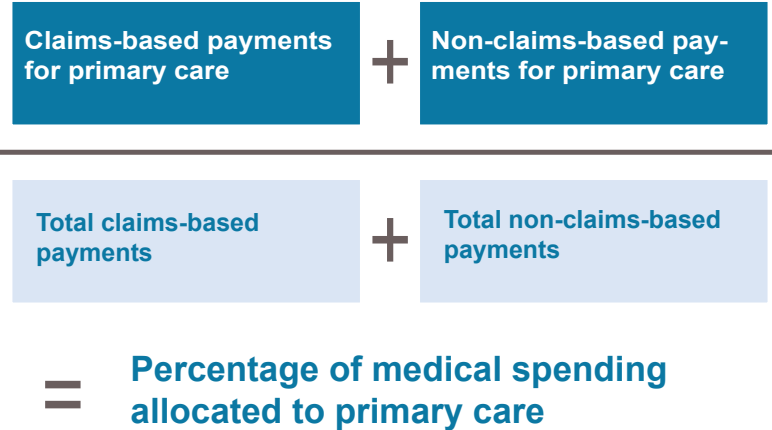 Claims-based payments
for primary care
+
Non-claims-based pay-
ments for primary care
Total claims-based
payments
+
Total non-claims-based
payments
=
Percentage of medical spending
allocated to primary care